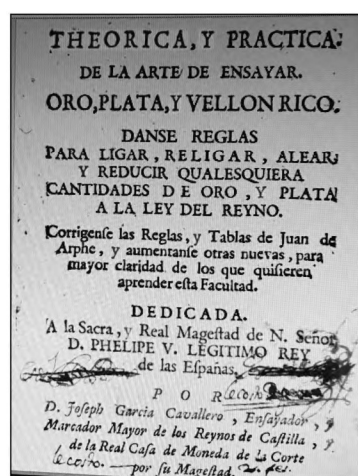 THEORICA, Y PRACTICA
DE LA ARTE DE ENSAYAR.
ORO, PLATA, Y VELLON RICO.
DANSE REGLAS
PARA LIGAR, RELIGAR, ALEAR,
Y REDUCIR QUALESQUIERA
CANTIDADES DE ORO, Y PLATA
A LA LEY DEL REYNO.
Corrigenſe las Reglas, y Tablas de Juan de
Arphe, y aumentanſe otras nuevas, para
mayor claridad de los que quiſieren
aprender eſta Facultad.
DEDICADA.
A la Sacra, y Real Mageſtad de N. Señor
D. PHELIPE V. LEGITIMO REY
de las Eſpañas,
POR
D. Joſeph Garcia Cavallero, Enſayador, y
Marcador Mayor de los Reynos de Caſtilla, y
de la Real Caſa de Moneda de la Corte
por ſu Mageſtad.